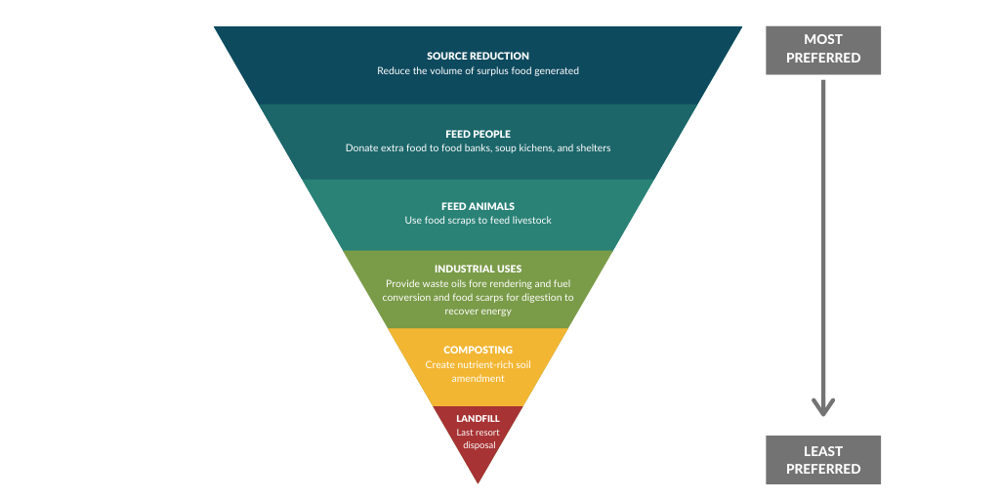 SOURCE REDUCTION
Reduce the volume of surplus food generated
FEED PEOPLE
Donate extra food to food banks, soup kichens, and shelters
FEED ANIMALS
Use food scraps to feed livestock
INDUSTRIAL USES
Provide waste oils fore rendering and fuel
conversion and food scarps for digestion to
recover energy
COMPOSTING
Create nutrient-rich soil
amendment
LANDFILL
Last resort
disposal
MOST
PREFERRED
LEAST
PREFERRED